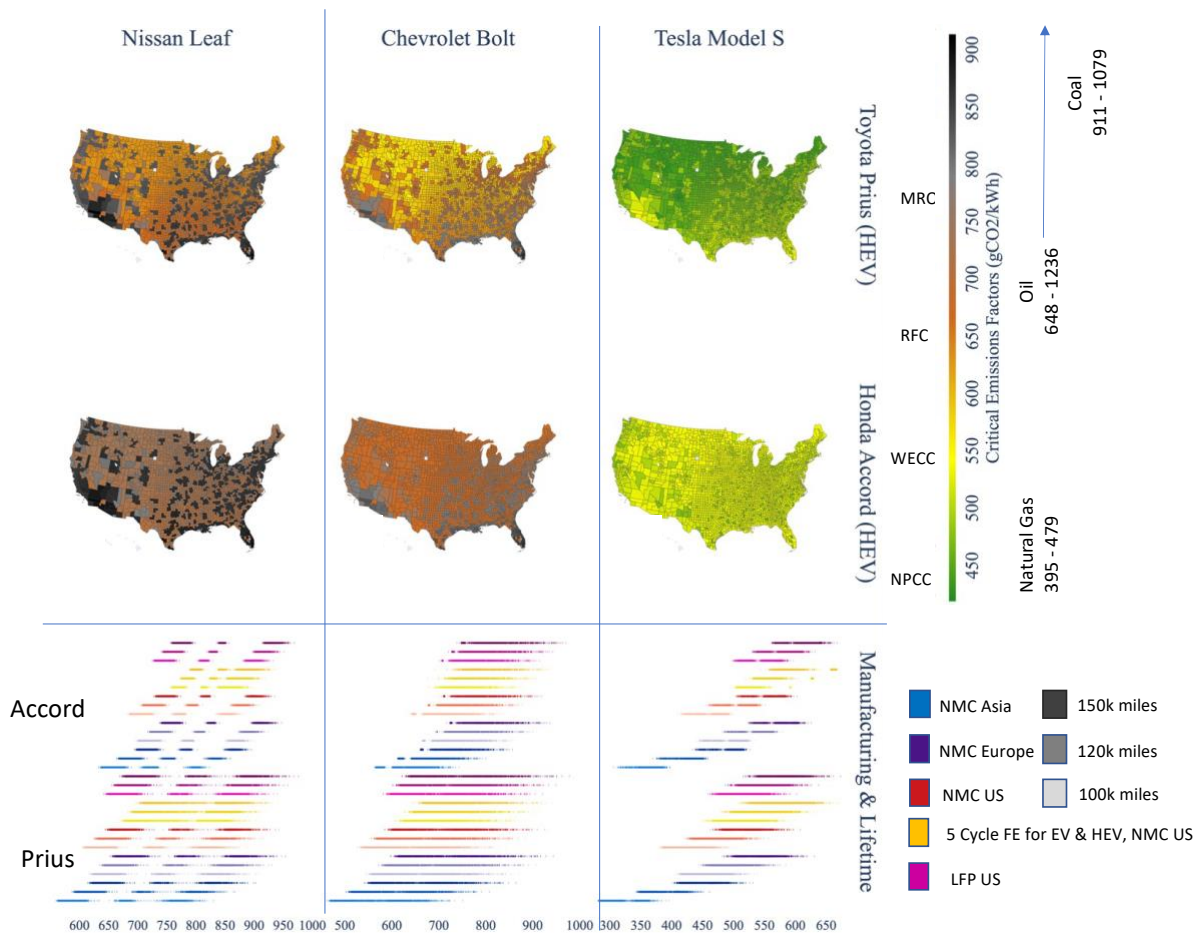 Nissan Leaf
Chevrolet Bolt
Tesla Model S
Toyota Prius (HEV)
Honda Accord (HEV)
Manufacturing & Lifetime
MRC
RFC
WECC
NPCC
900
850
800
750
700
650
600
550
500
450
Critical Emissions Factors (gCO2/kWh)
Coal
911 - 1079
Oil
648 - 1236
Natural Gas
395 - 479
Accord
Prius
NMC Asia
150k miles
NMC Europe
120k miles
NMC US
100k miles
5 Cycle FE for EV & HEV, NMC US
LFP US
600 650 700 750 800 850 900 950 1000
500 600 700 800 900 1000
300 350 400 450 500 550 600 650